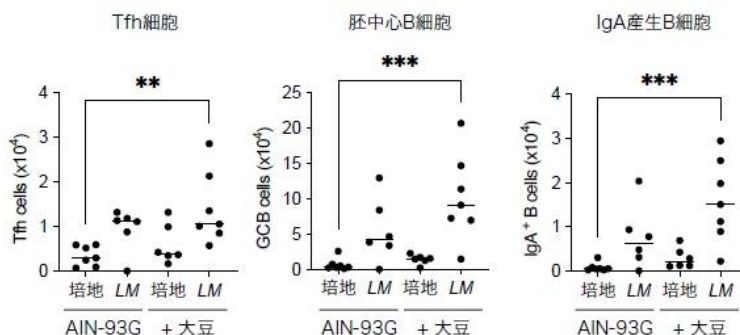 Tfh細胞
胚中心B細胞
IgA産生B細胞
**
***
***
Tfh cells (x10⁴)
4
3
2
1
0
GCB cells (x10⁴)
25
20
15
10
5
0
IgA⁺ B cells (x10⁴)
4
3
2
1
0
培地 LM 培地 LM
AIN-93G + 大豆
培地 LM 培地 LM
AIN-93G + 大豆
培地 LM 培地 LM
AIN-93G + 大豆